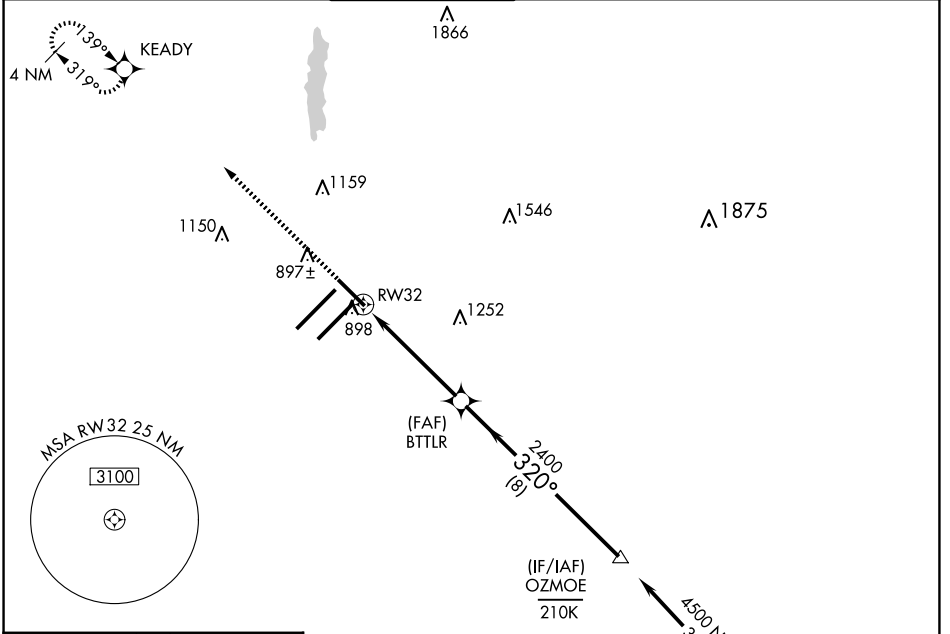 1866
139°
KEADY
319°
4 NM
1159
1546
1875
1150
897±
RW32
898
1252
(FAF)
BTTLR
MSA RW32 25 NM
3100
2400
320°
(8)
(IF/IAF)
OZMOE
210K
4500